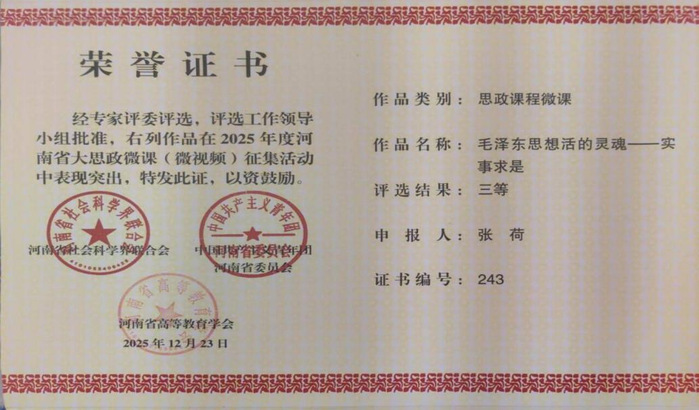 荣誉证书
经专家评委评选，评选工作领导
小组批准，右列作品在2025年度河
南省大思政微课（微视频）征集活动
中表现突出，特发此证，以资鼓励。
河南省社会科学界联合会
中国共产主义青年团
河南省委员会
河南省高等教育学会
2025年12月23日
作品类别：思政课程微课
作品名称：毛泽东思想活的灵魂——实
事求是
评选结果：三等
申报人：张 荷
证书编号：243